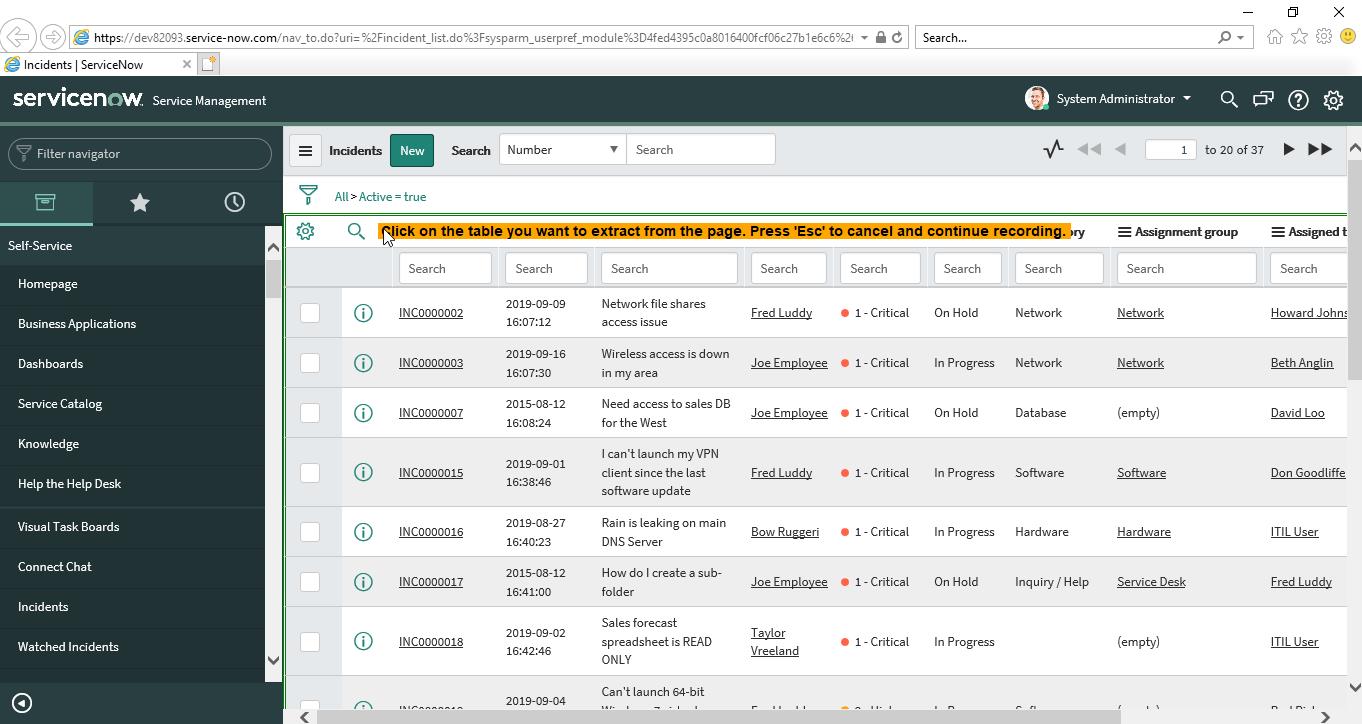 https://dev82093.service-now.com/nav_to.do?uri=%2Fincident_list.do%3Fsysparm_userpref_module%3D4fed4395c0a8016400fcf06c27b1e6c6%2
Search...
Incidents | ServiceNow
servicenow Service Management
System Administrator
Filter navigator
Incidents New Search Number Search
1 to 20 of 37
All > Active = true
Self-Service
Homepage
Business Applications
Dashboards
Service Catalog
Knowledge
Help the Help Desk
Visual Task Boards
Connect Chat
Incidents
Watched Incidents
Click on the table you want to extract from the page. Press 'Esc' to cancel and continue recording.
Assignment group Assigned t
Search Search Search Search Search Search Search Search Search
INC0000002 2019-09-09 16:07:12 Network file shares access issue Fred Luddy 1 - Critical On Hold Network Network Howard Johns
INC0000003 2019-09-16 16:07:30 Wireless access is down in my area Joe Employee 1 - Critical In Progress Network Network Beth Anglin
INC0000007 2015-08-12 16:08:24 Need access to sales DB for the West Joe Employee 1 - Critical On Hold Database (empty) David Loo
INC0000015 2019-09-01 16:38:46 I can't launch my VPN client since the last software update Fred Luddy 1 - Critical In Progress Software Software Don Goodliffe
INC0000016 2019-08-27 16:40:23 Rain is leaking on main DNS Server Bow Ruggeri 1 - Critical In Progress Hardware Hardware ITIL User
INC0000017 2015-08-12 16:41:00 How do I create a sub-folder Joe Employee 1 - Critical On Hold Inquiry / Help Service Desk Fred Luddy
INC0000018 2019-09-02 16:42:46 Sales forecast spreadsheet is READ ONLY Taylor Vreeland 1 - Critical In Progress (empty) ITIL User
2019-09-04 Can't launch 64-bit